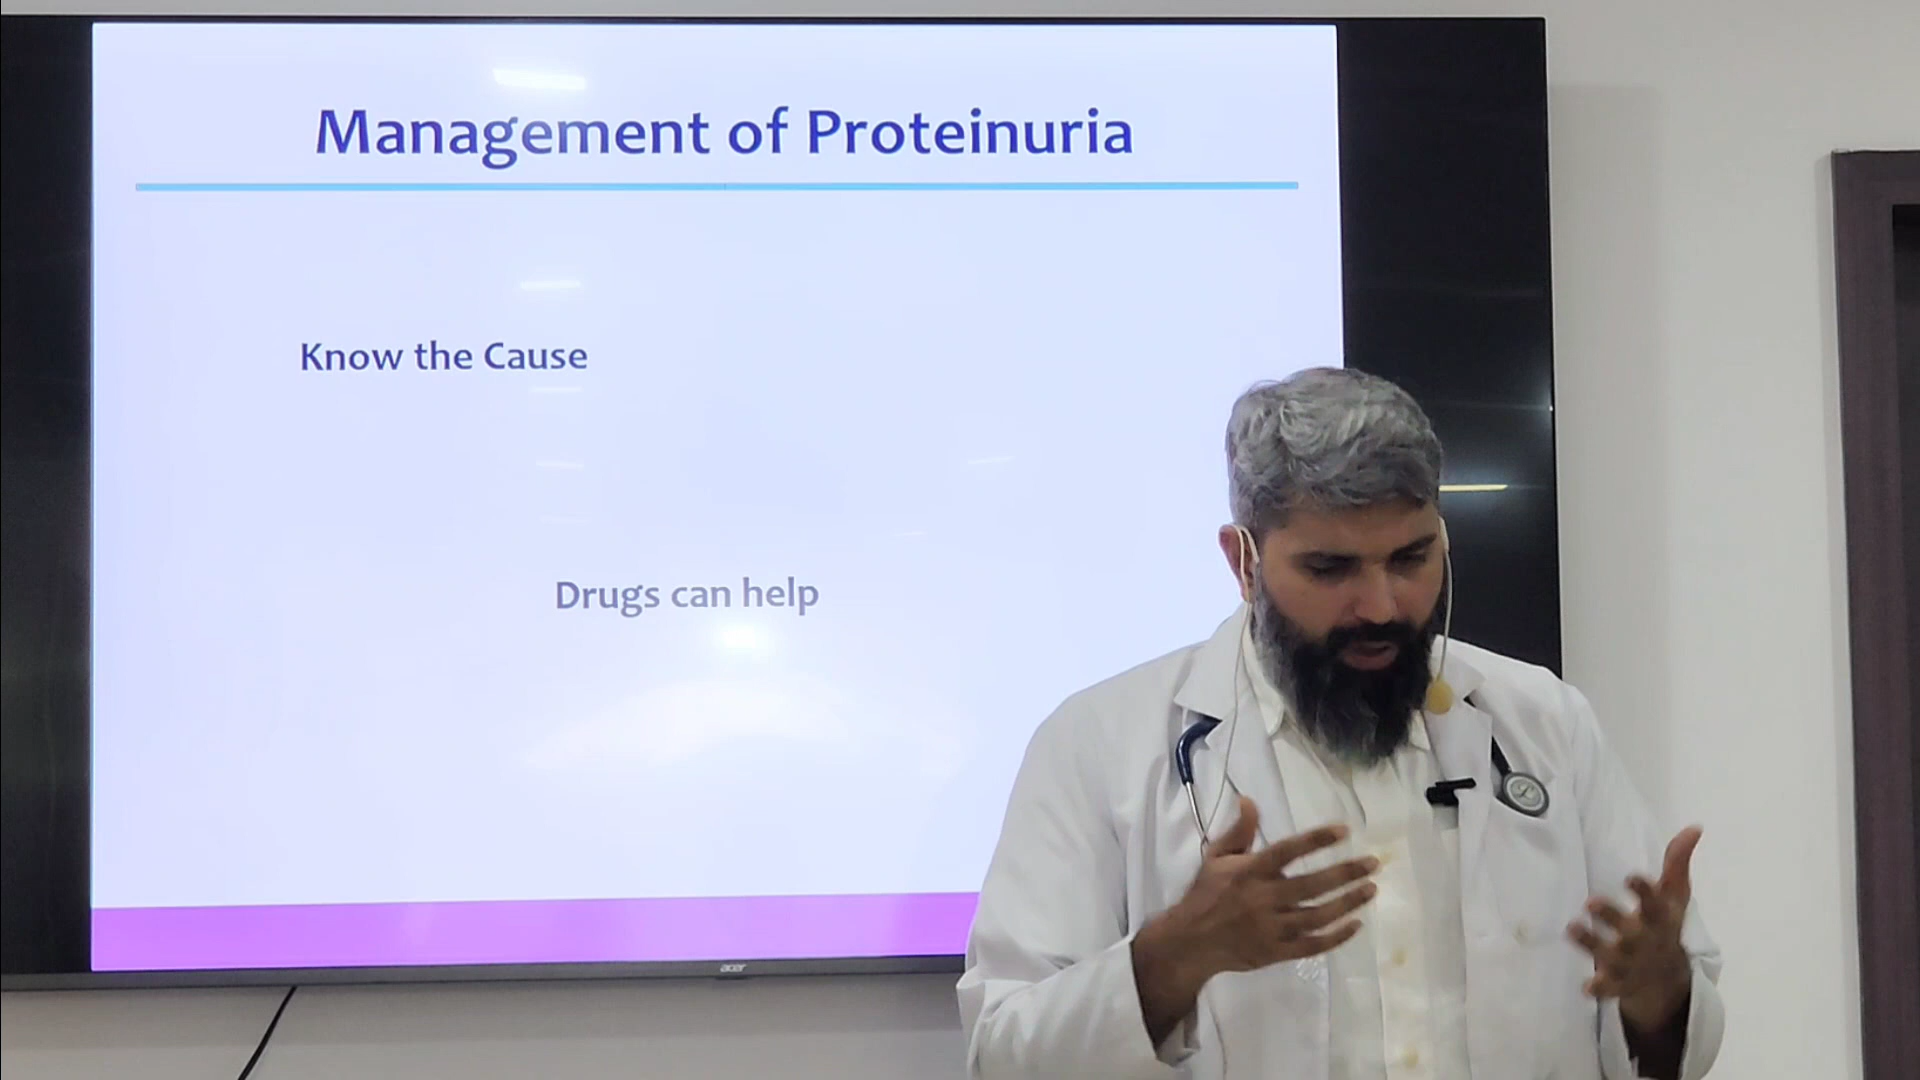 Management of Proteinuria
Know the Cause
Drugs can help
acer